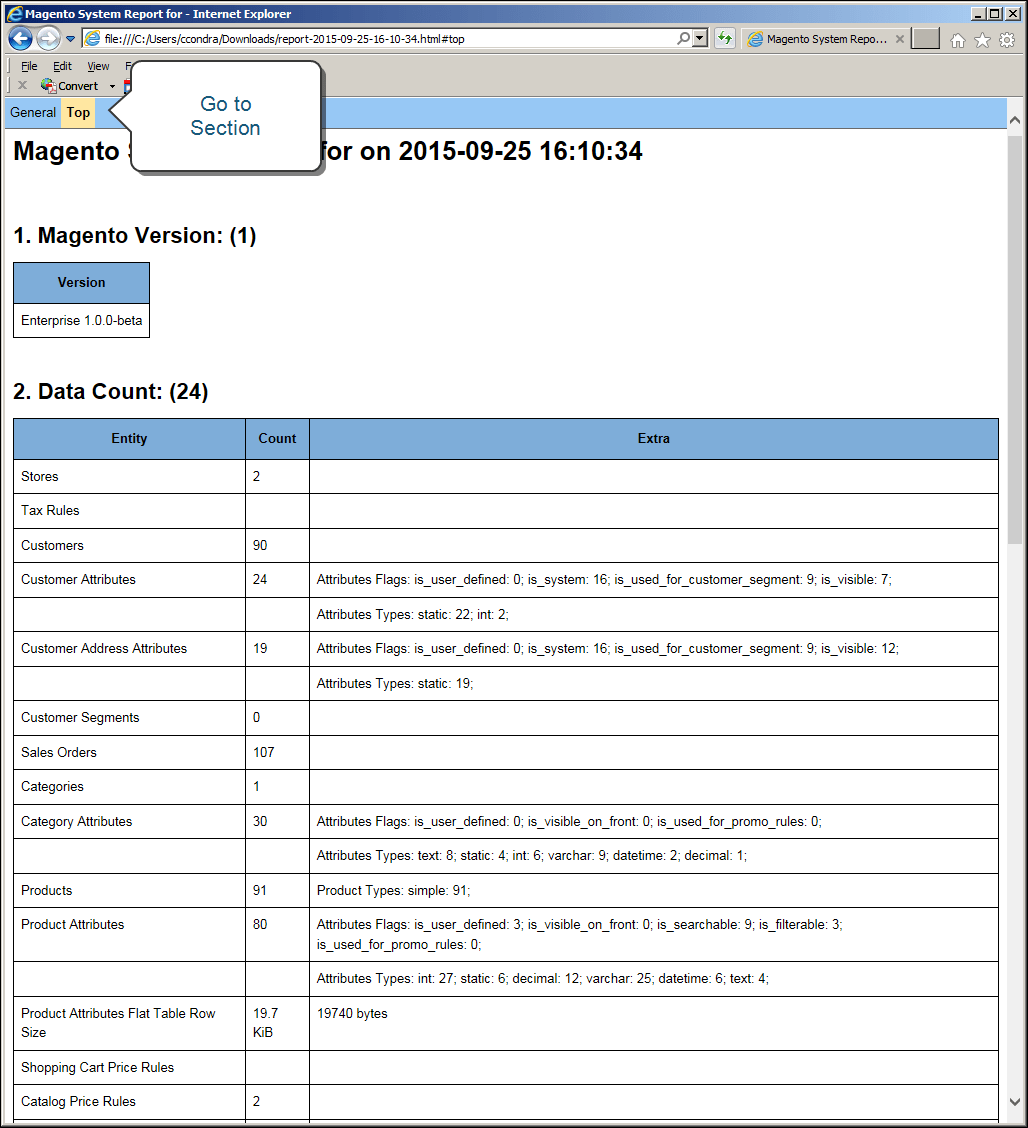 Magento System Report for - Internet Explorer
file:///C:/Users/ccondra/Downloads/report-2015-09-25-16-10-34.html#top
Magento System Repo...
File Edit View F
Convert
General Top
Go to
Section
Magento for on 2015-09-25 16:10:34
1. Magento Version: (1)
Version
Enterprise 1.0.0-beta
2. Data Count: (24)
Entity Count Extra
Stores 2
Tax Rules
Customers 90
Customer Attributes 24 Attributes Flags: is_user_defined: 0; is_system: 16; is_used_for_customer_segment: 9; is_visible: 7;
Attributes Types: static: 22; int: 2;
Customer Address Attributes 19 Attributes Flags: is_user_defined: 0; is_system: 16; is_used_for_customer_segment: 9; is_visible: 12;
Attributes Types: static: 19;
Customer Segments 0
Sales Orders 107
Categories 1
Category Attributes 30 Attributes Flags: is_user_defined: 0; is_visible_on_front: 0; is_used_for_promo_rules: 0;
Attributes Types: text: 8; static: 4; int: 6; varchar: 9; datetime: 2; decimal: 1;
Products 91 Product Types: simple: 91;
Product Attributes 80 Attributes Flags: is_user_defined: 3; is_visible_on_front: 0; is_searchable: 9; is_filterable: 3;
is_used_for_promo_rules: 0;
Attributes Types: int: 27; static: 6; decimal: 12; varchar: 25; datetime: 6; text: 4;
Product Attributes Flat Table Row 19.7 19740 bytes
Size KiB
Shopping Cart Price Rules
Catalog Price Rules 2